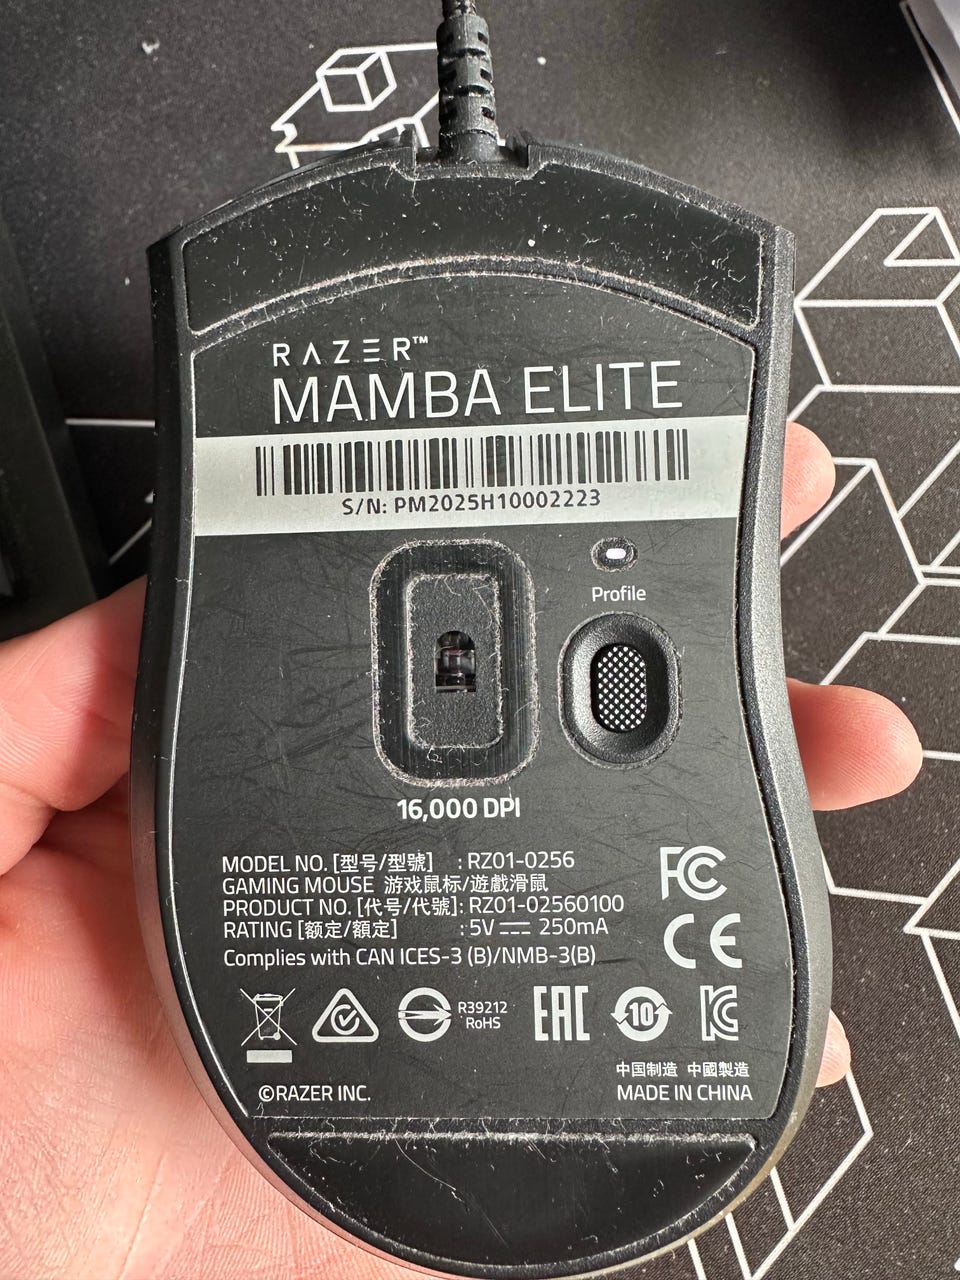 RAZER™
MAMBA ELITE
S/N: PM2025H10002223
Profile
16,000 DPI
MODEL NO. [型号/型號] : RZ01-0256
GAMING MOUSE 游戏鼠标/遊戲滑鼠
PRODUCT NO. [代号/代號] : RZ01-02560100
RATING [额定/額定] : 5V ⎓ 250mA
Complies with CAN ICES-3 (B)/NMB-3(B)
FC
CE
R39212
RoHS
EAC
10
KC
©RAZER INC.
中国制造 中國製造
MADE IN CHINA